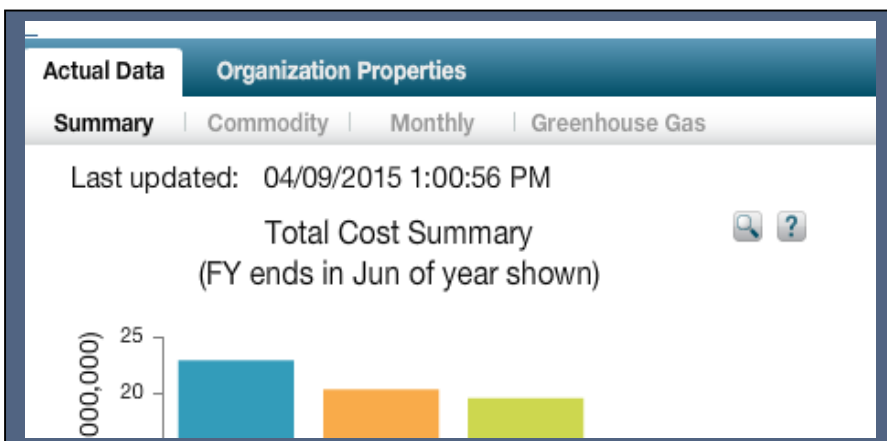 Actual Data Organization Properties
Summary Commodity Monthly Greenhouse Gas
Last updated: 04/09/2015 1:00:56 PM
Total Cost Summary
(FY ends in Jun of year shown)
?
25
20
000,000)